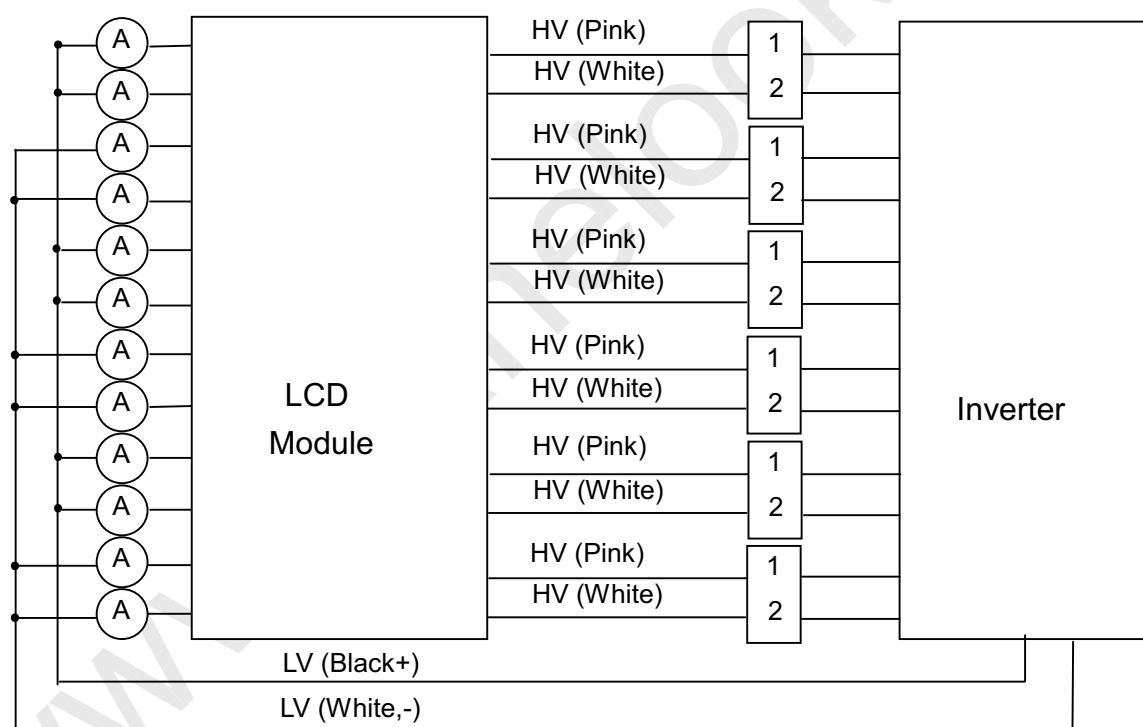 A
A
A
A
A
A
A
A
A
A
A
A
LCD
Module
HV (Pink)
HV (White)
1
2
HV (Pink)
HV (White)
1
2
HV (Pink)
HV (White)
1
2
HV (Pink)
HV (White)
1
2
HV (Pink)
HV (White)
1
2
HV (Pink)
HV (White)
1
2
Inverter
LV (Black+)
LV (White,-)